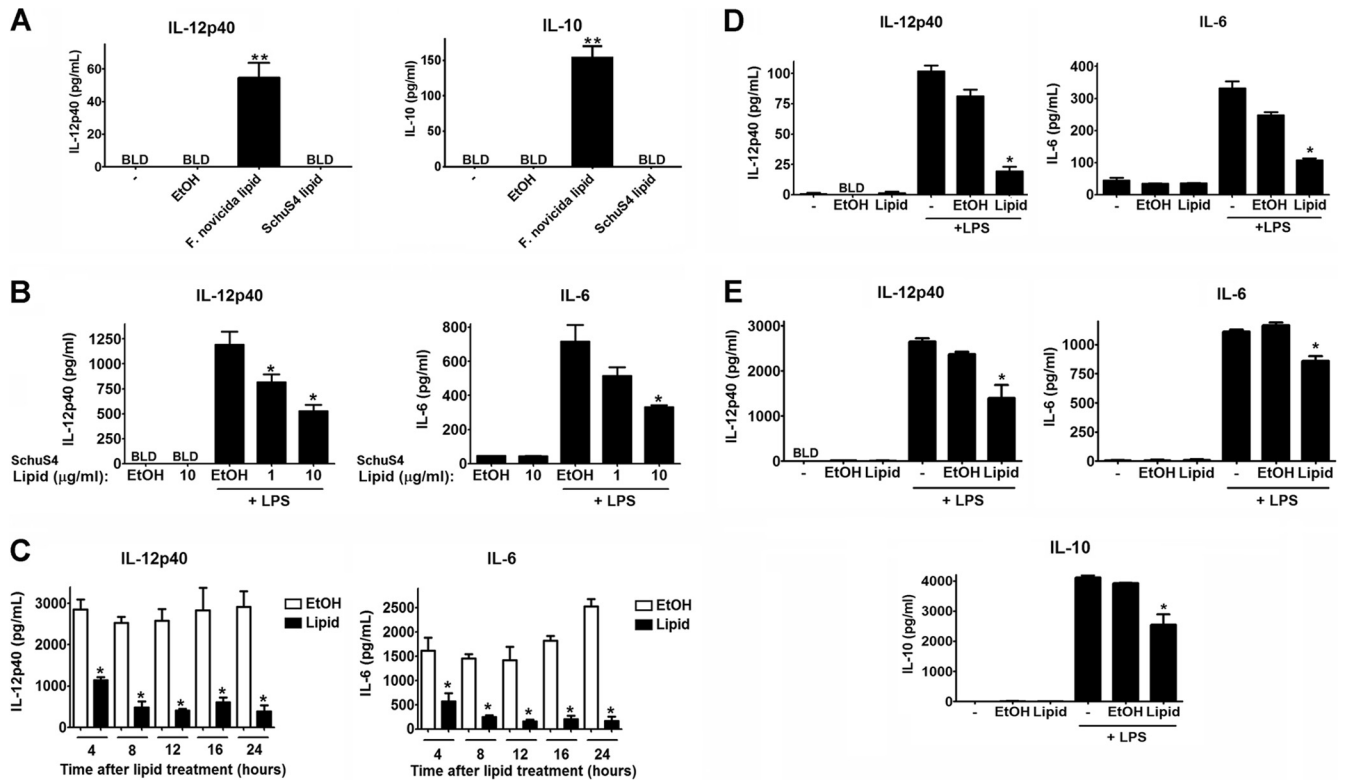 A
IL-12p40
IL-12p40 (pg/mL)
60
40
20
0
BLD
BLD
**
BLD
-
EtOH
F. novicida lipid
SchuS4 lipid
IL-10
IL-10 (pg/ml)
150
100
50
0
BLD
BLD
**
BLD
-
EtOH
F. novicida lipid
SchuS4 lipid
B
IL-12p40
IL-12p40 (pg/ml)
1250
1000
750
500
250
0
BLD
BLD
*
*
SchuS4
Lipid (μg/ml):
EtOH 10 EtOH 1 10
+ LPS
IL-6
IL-6 (pg/ml)
800
600
400
200
0
*
SchuS4
Lipid (μg/ml):
EtOH 10 EtOH 1 10
+ LPS
C
IL-12p40
IL-12p40 (pg/mL)
3000
2000
1000
0
* * * * *
EtOH
Lipid
4 8 12 16 24
Time after lipid treatment (hours)
IL-6
IL-6 (pg/mL)
2500
2000
1500
1000
500
0
* * * * *
EtOH
Lipid
4 8 12 16 24
Time after lipid treatment (hours)
D
IL-12p40
IL-12p40 (pg/mL)
125
100
75
50
25
0
BLD
*
- EtOH Lipid - EtOH Lipid
+LPS
IL-6
IL-6 (pg/mL)
400
300
200
100
0
*
- EtOH Lipid - EtOH Lipid
+LPS
E
IL-12p40
IL-12p40 (pg/mL)
3000
2000
1000
0
BLD
*
- EtOH Lipid - EtOH Lipid
+ LPS
IL-6
IL-6 (pg/ml)
1000
750
500
250
0
*
- EtOH Lipid - EtOH Lipid
+ LPS
IL-10
IL-10 (pg/ml)
4000
3000
2000
1000
0
*
- EtOH Lipid - EtOH Lipid
+ LPS